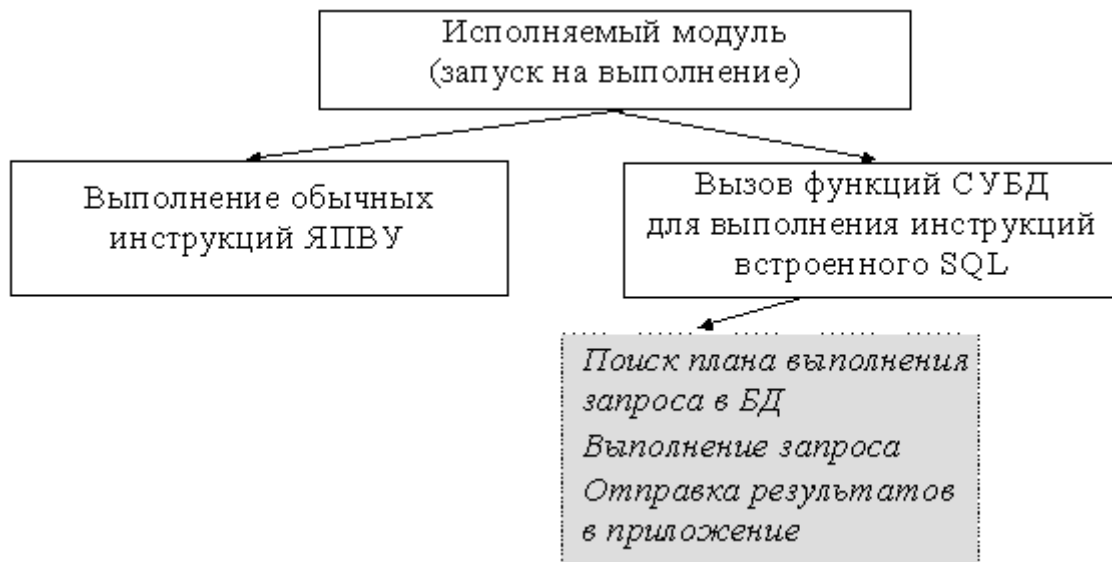 Исполняемый модуль
(запуск на выполнение)
Выполнение обычных
инструкций ЯПВУ
Вызов функций СУБД
для выполнения инструкций
встроенного SQL
Поиск плана выполнения
запроса в БД
Выполнение запроса
Отправка результатов
в приложение